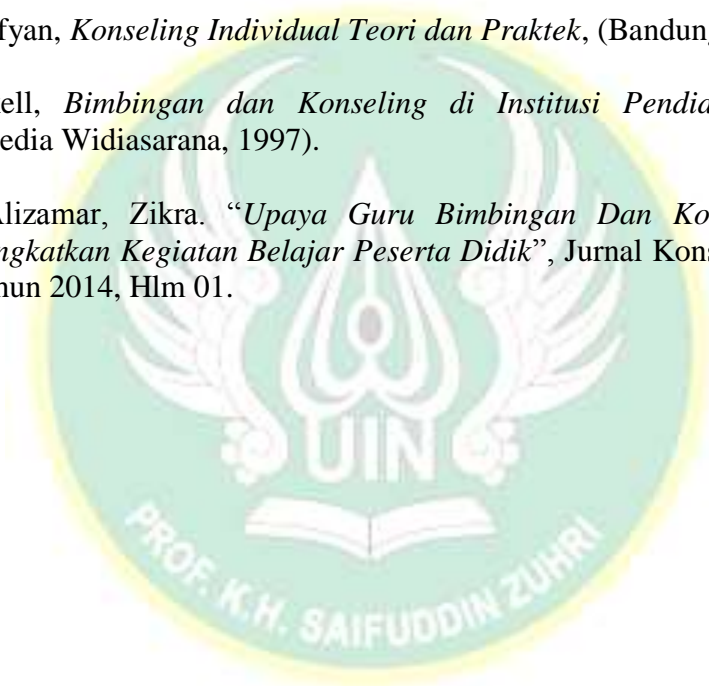 fyan, Konseling Individual Teori dan Praktek, (Bandung
ell, Bimbingan dan Konseling di Institusi Pendid
edia Widiasarana, 1997).
Alizamar, Zikra. “Upaya Guru Bimbingan Dan Ko
ngkatkan Kegiatan Belajar Peserta Didik”, Jurnal Kons
hun 2014, Hlm 01.
UIN
PROF. K.H. SAIFUDDIN ZUHRI